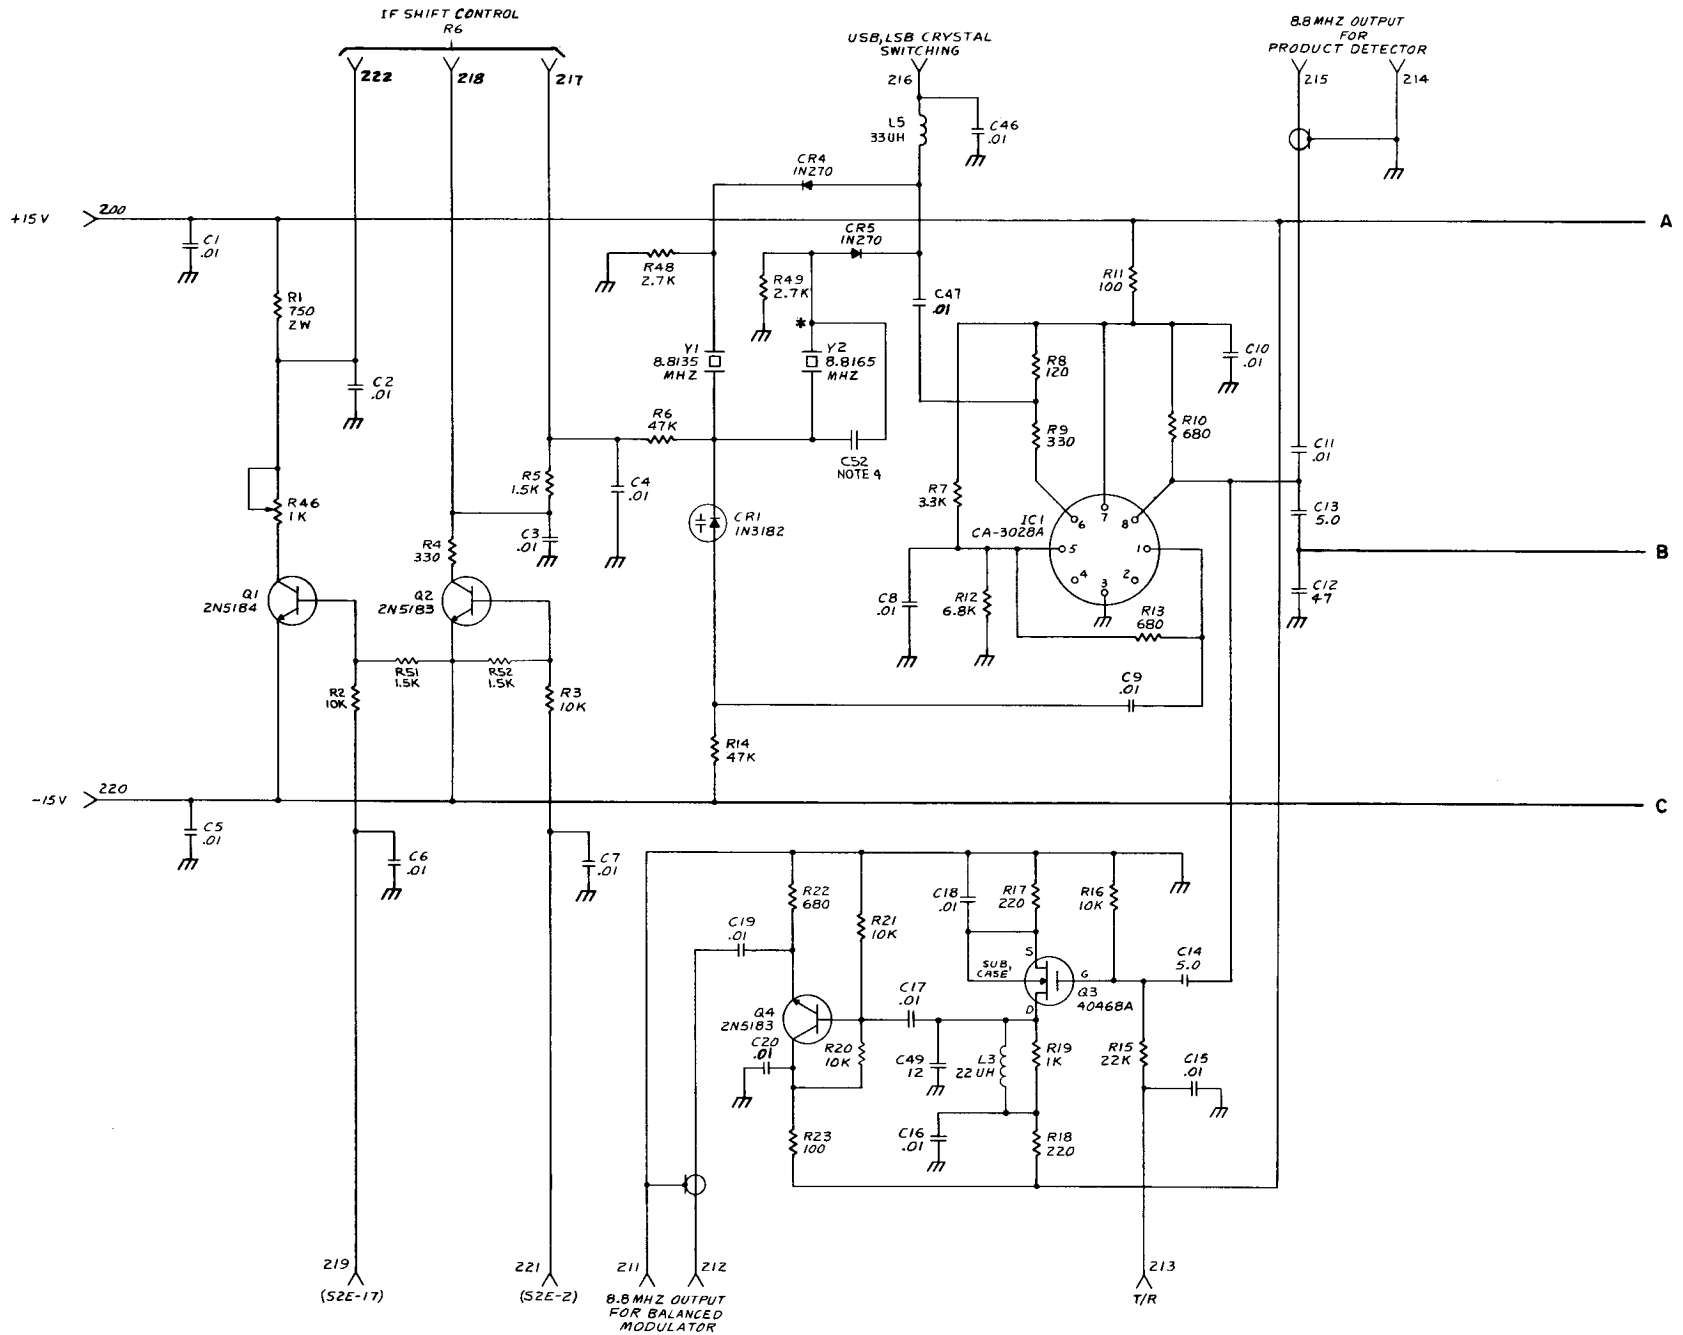 IF SHIFT CONTROL
R6
222
218
217
USB, LSB CRYSTAL
SWITCHING
216
8.8MHZ OUTPUT
FOR
PRODUCT DETECTOR
215
214
L5
33UH
C46
.01
CR4
1N270
+15V
200
A
C1
.01
CR5
1N270
R48
2.7K
R49
2.7K
R11
100
R1
750
2W
C47
.01
*
Y1
8.8135
MHZ
Y2
8.8165
MHZ
R8
120
C10
.01
C2
.01
R6
47K
R9
330
R10
680
C11
.01
C52
NOTE 4
R5
1.5K
C4
.01
R7
3.3K
R46
1K
CR1
1N3182
C3
.01
IC1
CA-3028A
6
7
8
5
1
4
3
2
C13
5.0
B
R4
330
Q1
2N5184
Q2
2N5183
C8
.01
R12
6.8K
R13
680
C12
47
R51
1.5K
R52
1.5K
R2
10K
R3
10K
C9
.01
R14
47K
-15V
220
C
C5
.01
C6
.01
C7
.01
R22
680
C18
.01
R17
220
R16
10K
C19
.01
R21
10K
SUB,
CASE
S
G
D
C14
5.0
Q3
40468A
C17
.01
Q4
2N5183
C20
.01
R20
10K
C49
12
L3
22UH
R19
1K
R15
22K
C15
.01
R23
100
C16
.01
R18
220
219
(S2E-17)
221
(S2E-2)
211
212
8.8MHZ OUTPUT
FOR BALANCED
MODULATOR
213
T/R